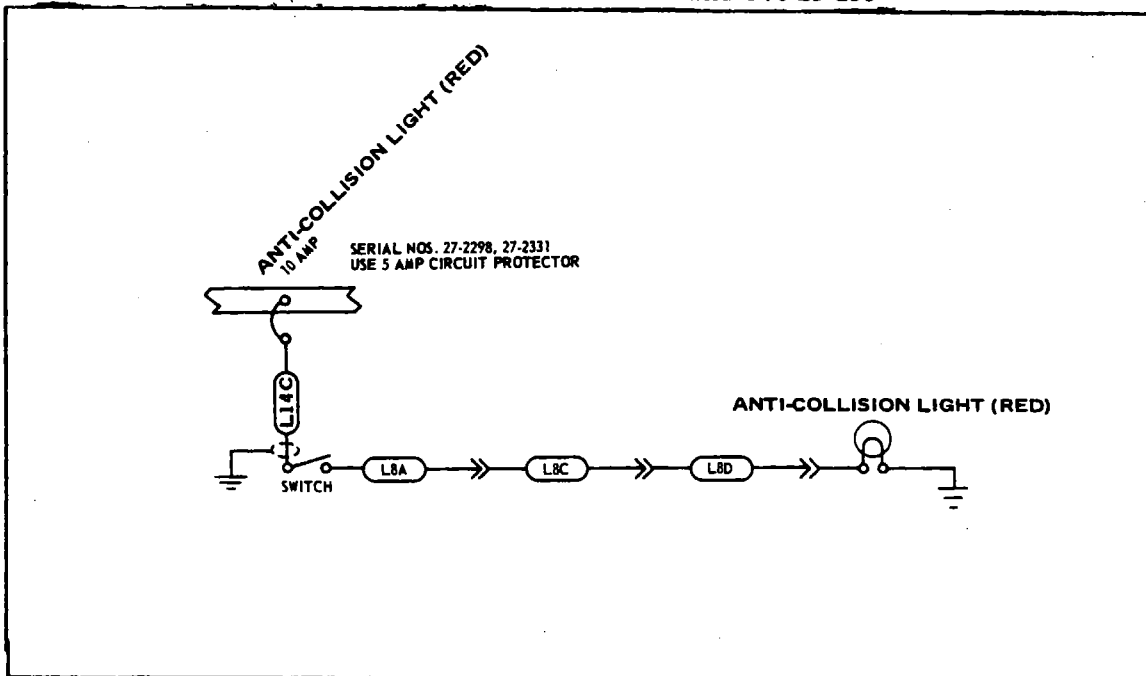 ANTI-COLLISION LIGHT (RED)
10 AMP
SERIAL NOS. 27-2298, 27-2331
USE 5 AMP CIRCUIT PROTECTOR
L14C
SWITCH
L8A
L8C
L8D
ANTI-COLLISION LIGHT (RED)